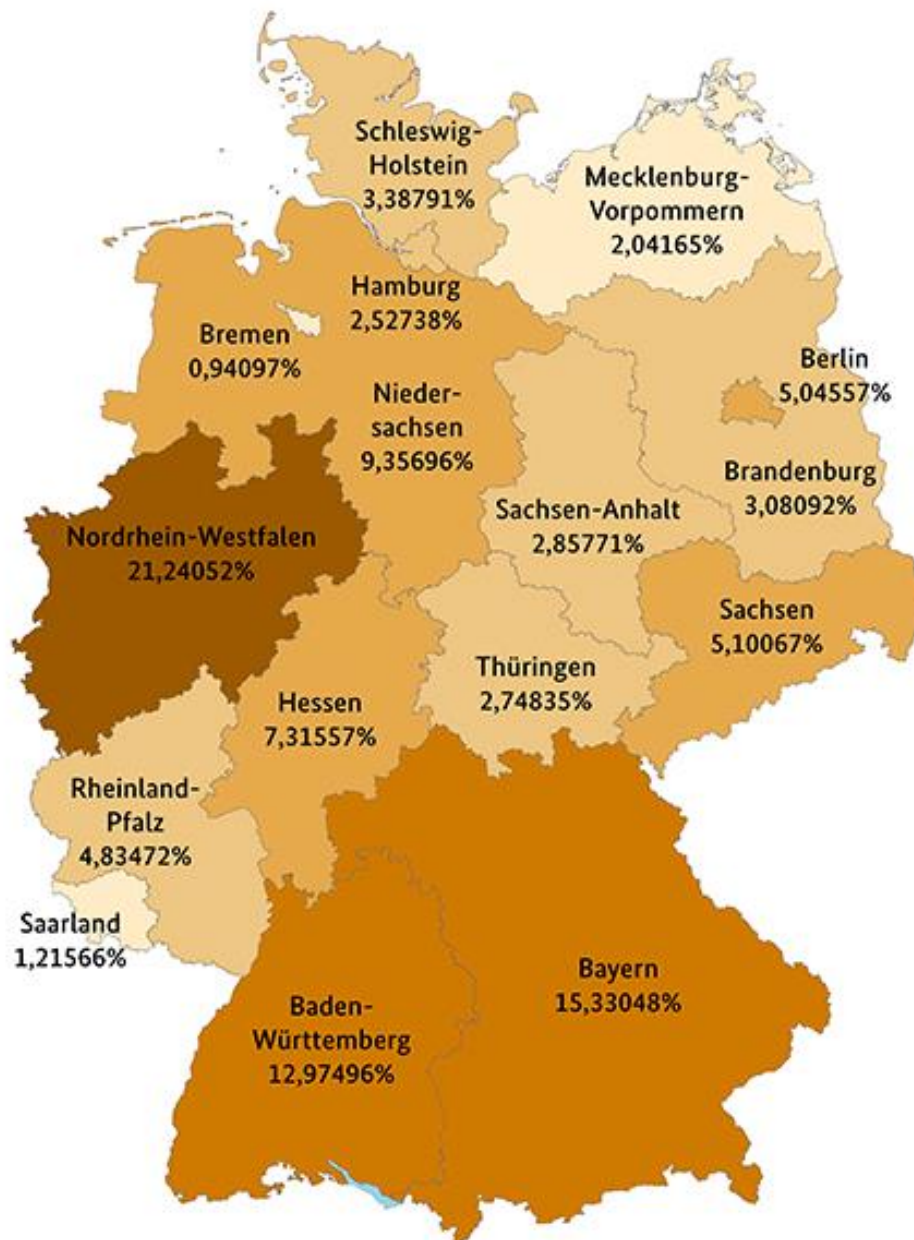 Schleswig-
Holstein
3,38791%
Mecklenburg-
Vorpommern
2,04165%
Hamburg
2,52738%
Bremen
0,94097%
Berlin
5,04557%
Nieder-
sachsen
9,35696%
Brandenburg
3,08092%
Sachsen-Anhalt
2,85771%
Nordrhein-Westfalen
21,24052%
Sachsen
5,10067%
Thüringen
2,74835%
Hessen
7,31557%
Rheinland-
Pfalz
4,83472%
Saarland
1,21566%
Bayern
15,33048%
Baden-
Württemberg
12,97496%